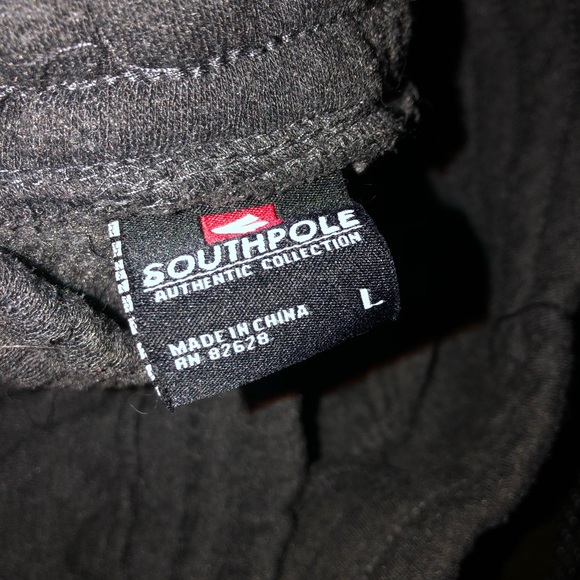 SOUTHPOLE
AUTHENTIC COLLECTION
L
MADE IN CHINA
RN 82628